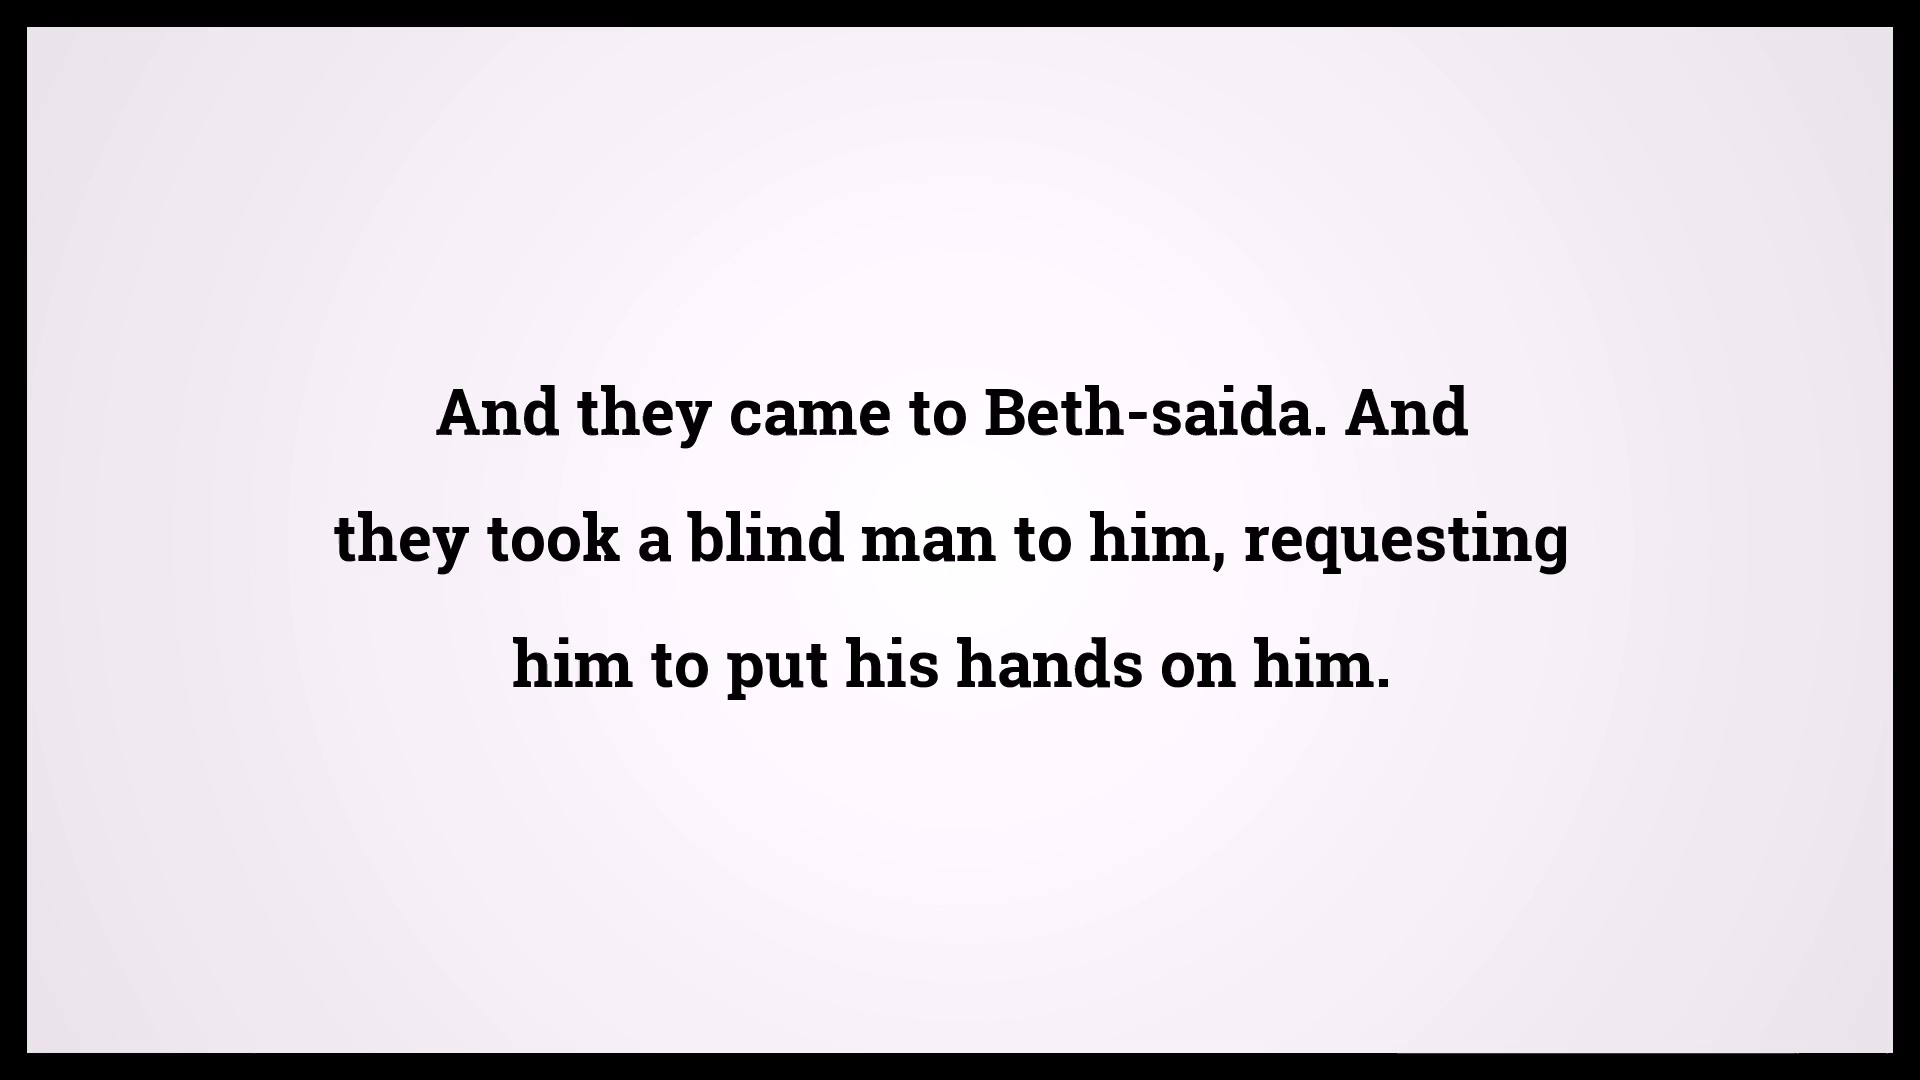 And they came to Beth-saida. And
they took a blind man to him, requesting
him to put his hands on him.